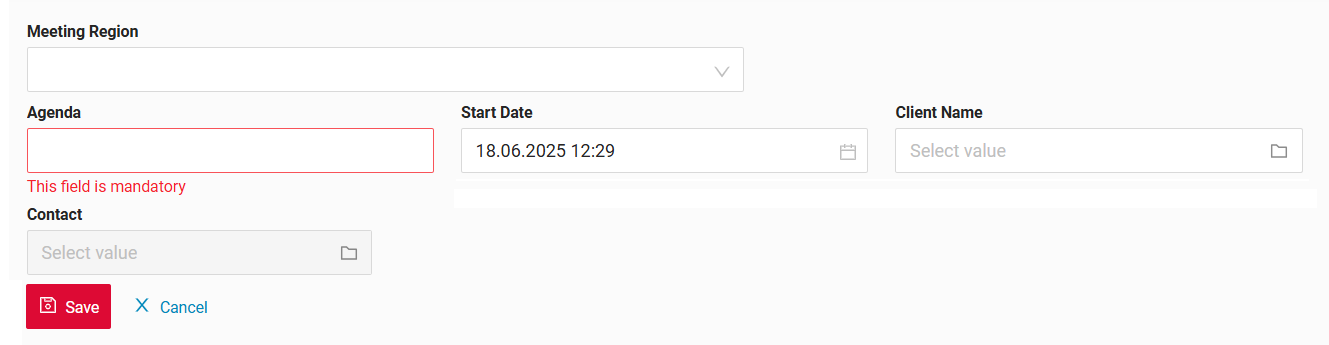 Meeting Region
Agenda Start Date Client Name
18.06.2025 12:29 Select value
This field is mandatory
Contact
Select value
Save Cancel